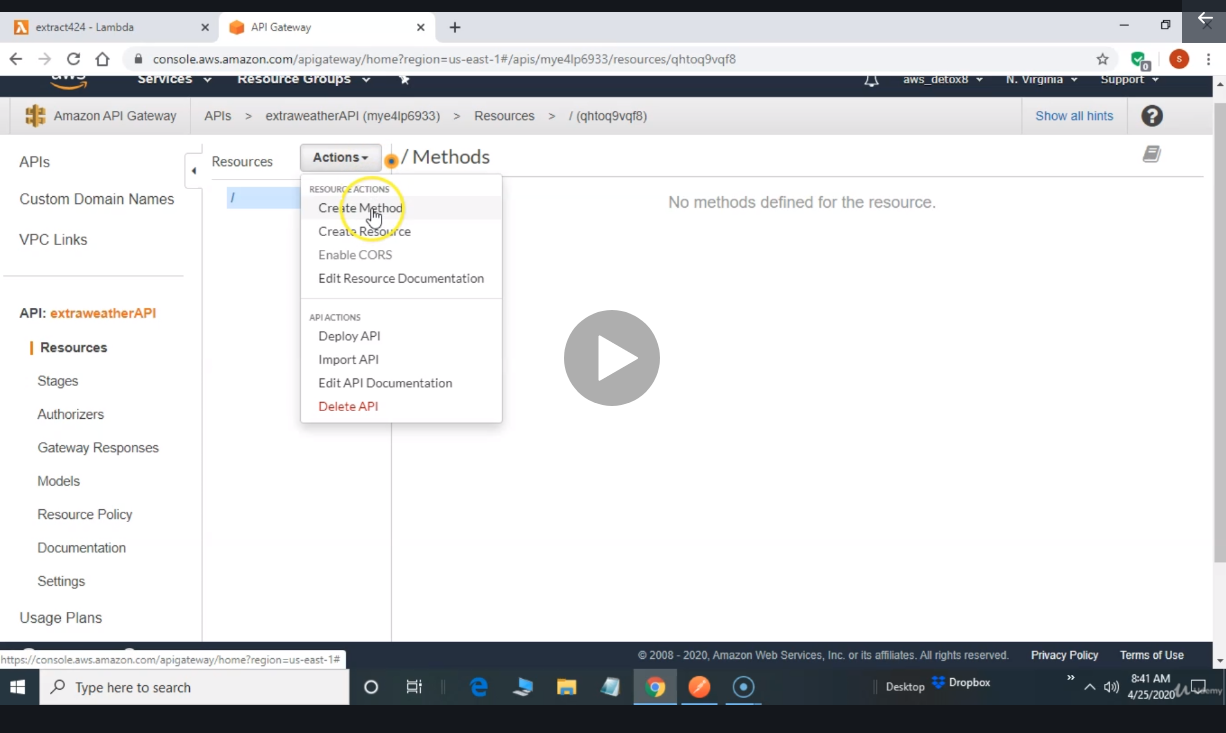 extract424 - Lambda
API Gateway
console.aws.amazon.com/apigateway/home?region=us-east-1#/apis/mye4lp6933/resources/qhtoq9vqf8
0
S
aws
Services
Resource Groups
aws_detox8
N. Virginia
Support
Amazon API Gateway
APIs > extraweatherAPI (mye4lp6933) > Resources > / (qhtoq9vqf8)
Show all hints
?
APIs
Custom Domain Names
VPC Links
API: extraweatherAPI
Resources
Stages
Authorizers
Gateway Responses
Models
Resource Policy
Documentation
Settings
Usage Plans
Resources
/
Actions
RESOURCE ACTIONS
Create Method
Create Resource
Enable CORS
Edit Resource Documentation
API ACTIONS
Deploy API
Import API
Edit API Documentation
Delete API
/ Methods
No methods defined for the resource.
https://console.aws.amazon.com/apigateway/home?region=us-east-1#
© 2008 - 2020, Amazon Web Services, Inc. or its affiliates. All rights reserved.
Privacy Policy
Terms of Use
Type here to search
Desktop
Dropbox
8:41 AM
4/25/2020
Udemy